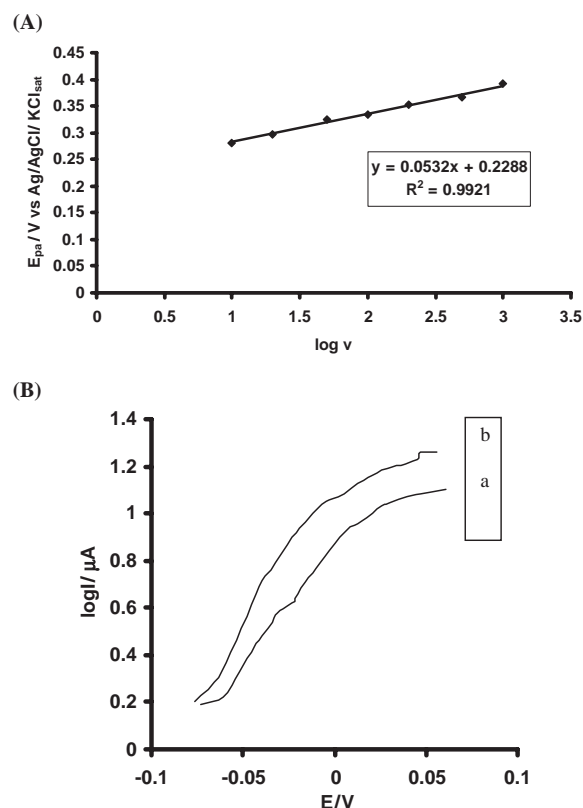 (A)
0.45
0.4
0.35
0.3
0.25
0.2
0.15
0.1
0.05
0
E_pa / V vs Ag/AgCl/ KCl_sat
y = 0.0532x + 0.2288
R² = 0.9921
0 0.5 1 1.5 2 2.5 3 3.5
log v
(B)
1.4
1.2
1
0.8
0.6
0.4
0.2
0
logI/ µA
b
a
-0.1 -0.05 0 0.05 0.1
E/V